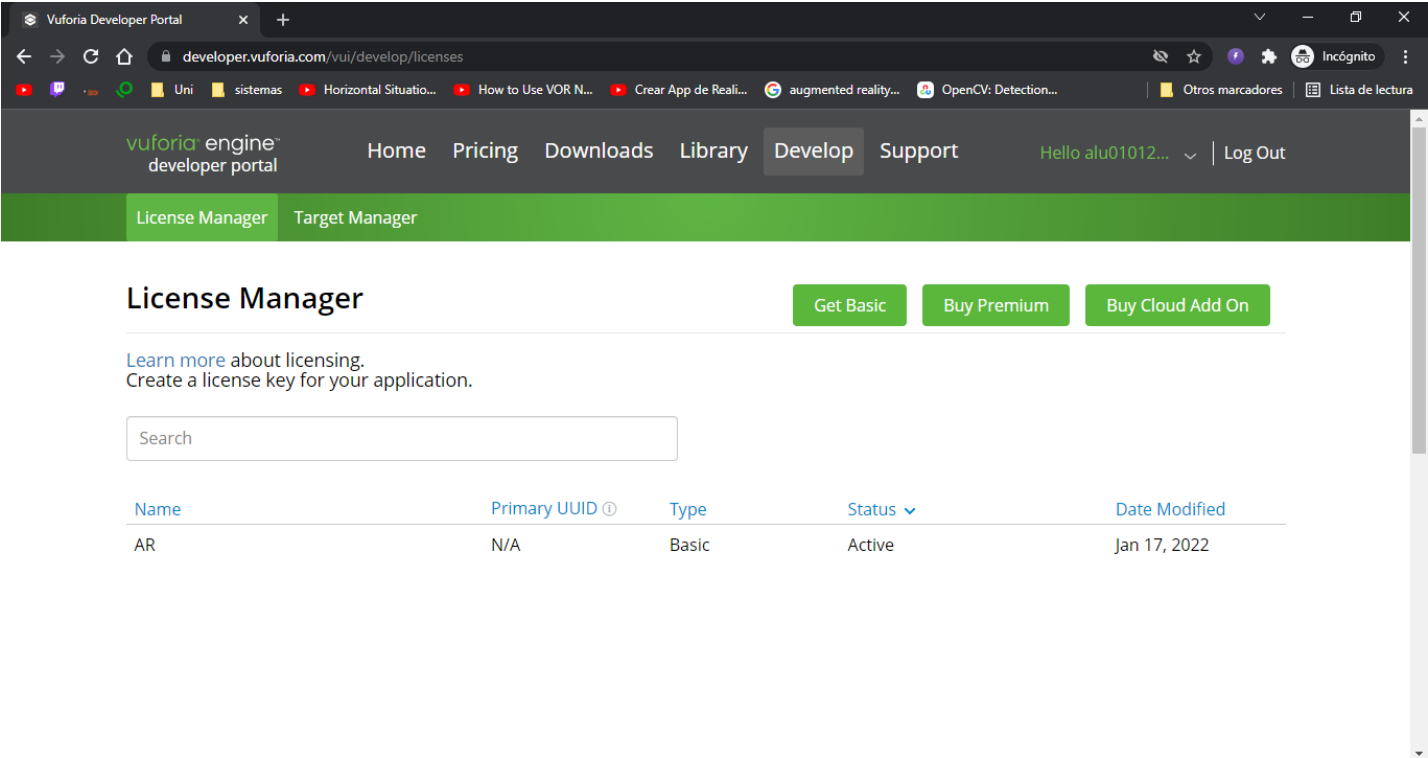 Vuforia Developer Portal
developer.vuforia.com/vui/develop/licenses
Incógnito
Uni sistemas Horizontal Situatio... How to Use VOR N... Crear App de Reali... augmented reality... OpenCV: Detection... Otros marcadores Lista de lectura
vuforia engine™
developer portal
Home Pricing Downloads Library Develop Support Hello alu01012... Log Out
License Manager Target Manager
License Manager Get Basic Buy Premium Buy Cloud Add On
Learn more about licensing.
Create a license key for your application.
Search
Name Primary UUID Type Status Date Modified
AR N/A Basic Active Jan 17, 2022